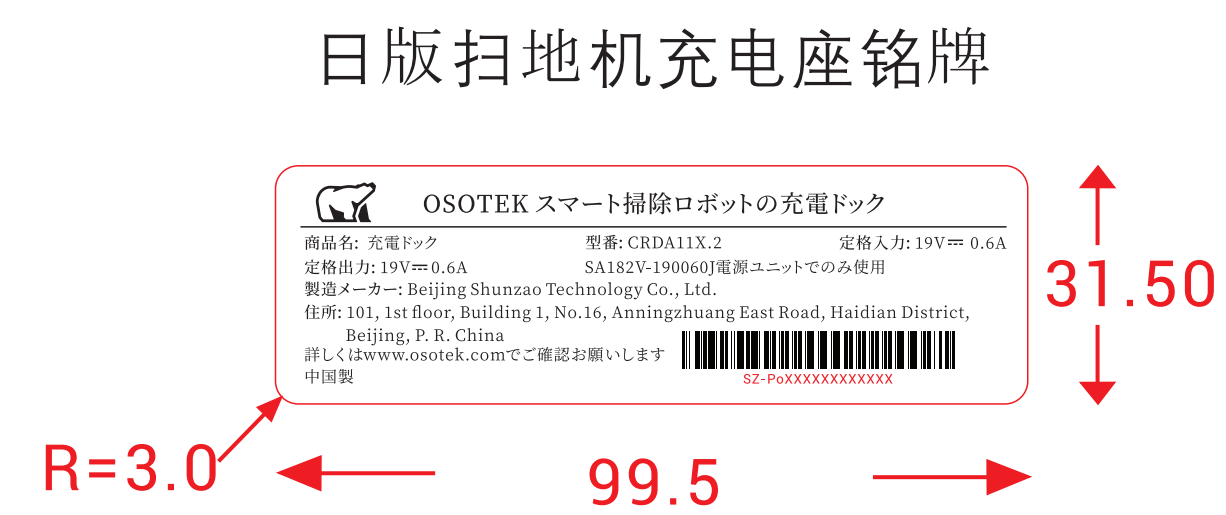 日版扫地机充电座铭牌
OSOTEK スマート掃除ロボットの充電ドック
商品名: 充電ドック 型番: CRDA11X.2 定格入力: 19V⎓ 0.6A
定格出力: 19V⎓0.6A SA182V-190060J電源ユニットでのみ使用
製造メーカー: Beijing Shunzao Technology Co., Ltd.
住所: 101, 1st floor, Building 1, No.16, Anningzhuang East Road, Haidian District,
Beijing, P. R. China
詳しくはwww.osotek.comでご確認お願いします
中国製
SZ-PoXXXXXXXXXXXX
31.50
R=3.0
99.5